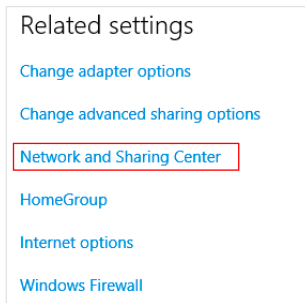 Related settings
Change adapter options
Change advanced sharing options
Network and Sharing Center
HomeGroup
Internet options
Windows Firewall